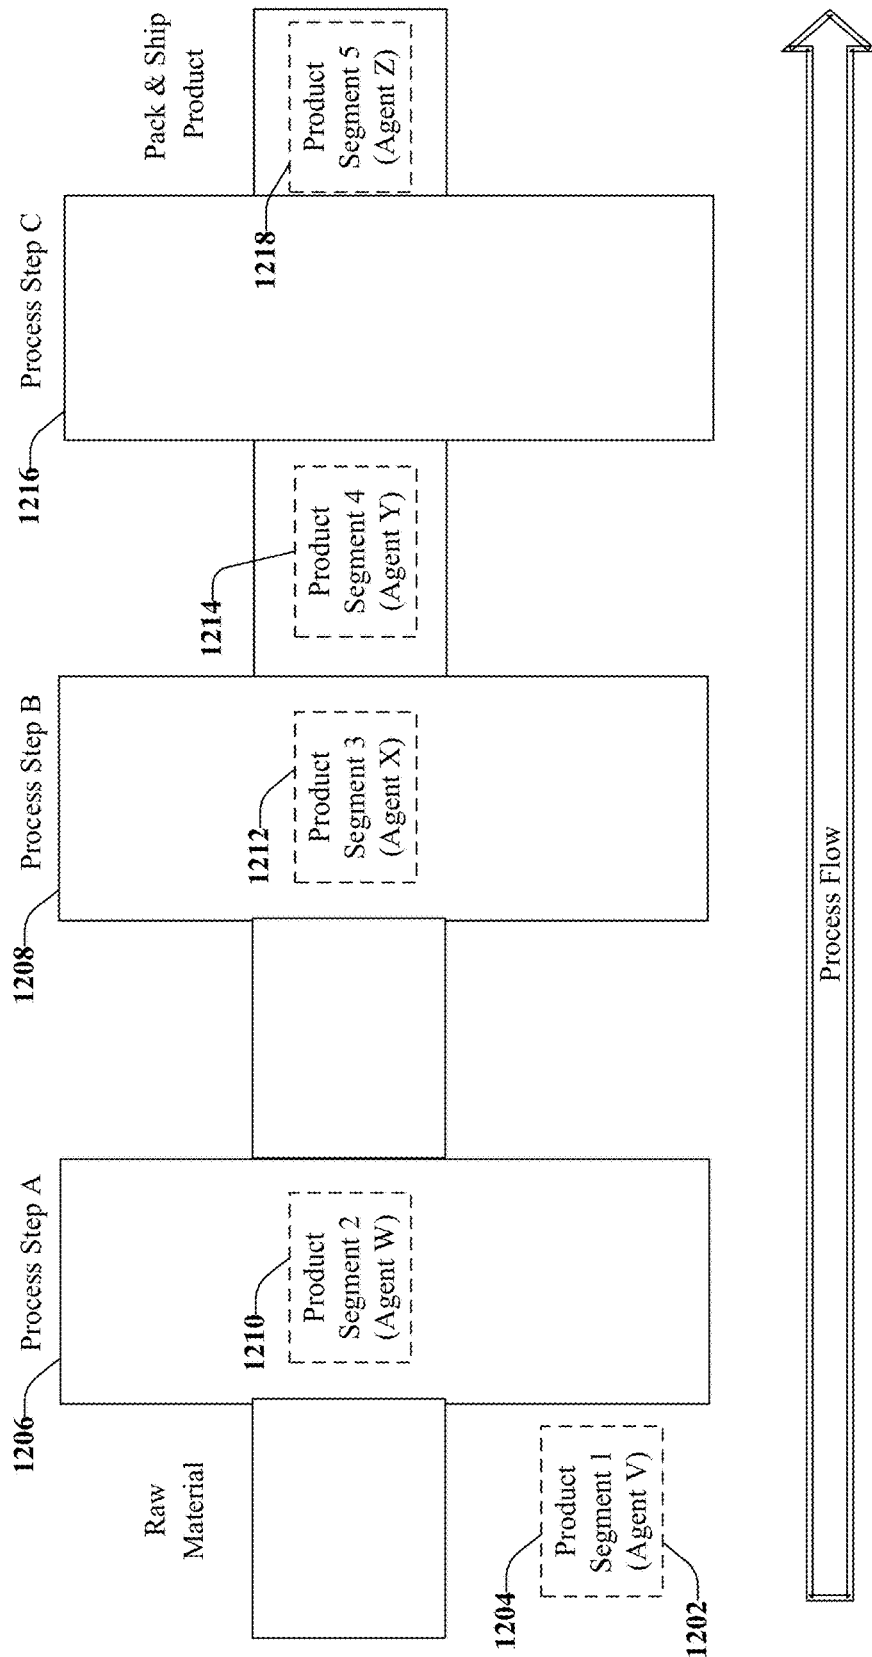 Raw
Material
Process Step A
Process Step B
Process Step C
Pack & Ship
Product
1206
1208
1216
1210
Product
Segment 2
(Agent W)
1212
Product
Segment 3
(Agent X)
1214
Product
Segment 4
(Agent Y)
1218
Product
Segment 5
(Agent Z)
1204
Product
Segment 1
(Agent V)
1202
Process Flow